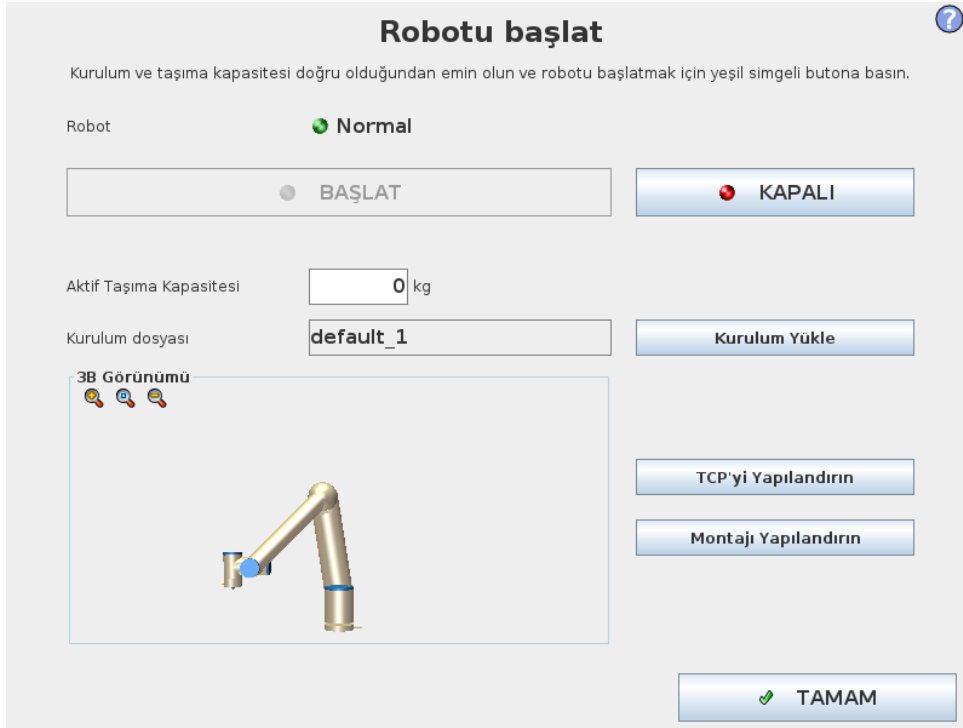 Robotu başlat
?
Kurulum ve taşıma kapasitesi doğru olduğundan emin olun ve robotu başlatmak için yeşil simgeli butona basın.
Robot Normal
BAŞLAT KAPALI
Aktif Taşıma Kapasitesi 0 kg
Kurulum dosyası default_1 Kurulum Yükle
3B Görünümü
TCP'yi Yapılandırın
Montajı Yapılandırın
TAMAM